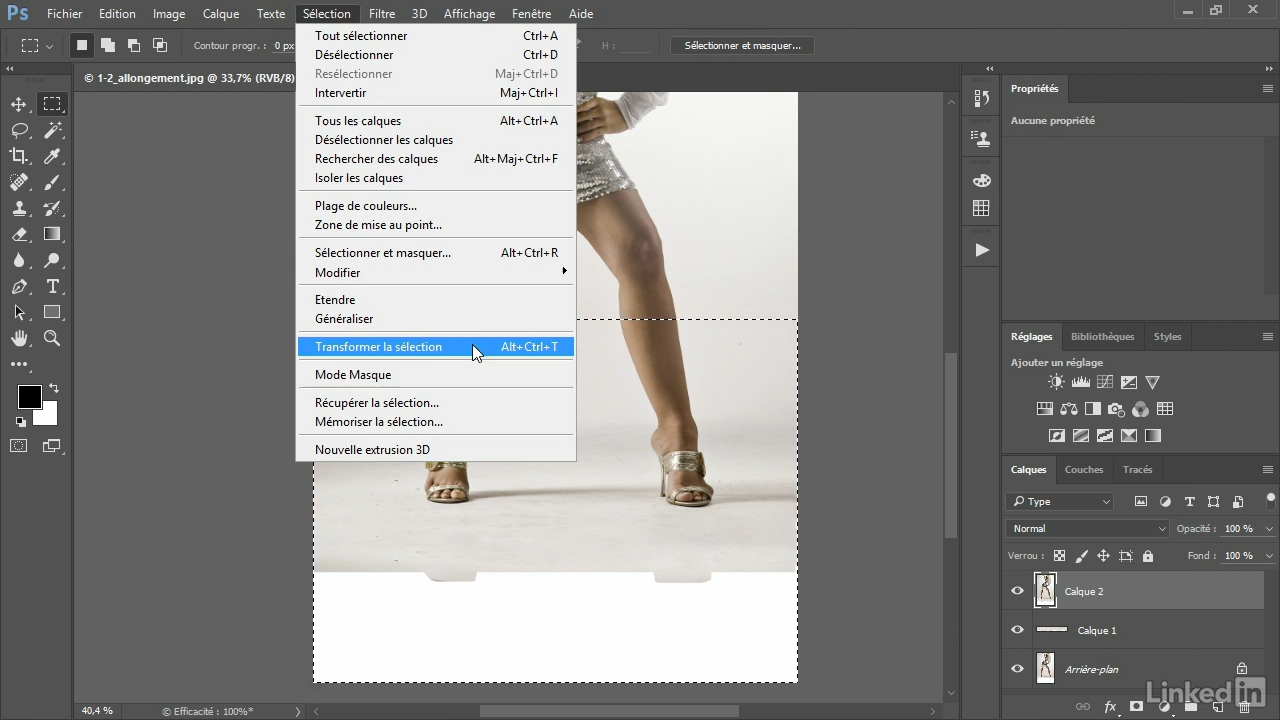 Ps Fichier Edition Image Calque Texte Sélection Filtre 3D Affichage Fenêtre Aide
Contour progr. : 0 px
H :
Sélectionner et masquer...
© 1-2_allongement.jpg @ 33,7% (RVB/8)
Tout sélectionner Ctrl+A
Désélectionner Ctrl+D
Resélectionner Maj+Ctrl+D
Intervertir Maj+Ctrl+I
Tous les calques Alt+Ctrl+A
Désélectionner les calques
Rechercher des calques Alt+Maj+Ctrl+F
Isoler les calques
Plage de couleurs...
Zone de mise au point...
Sélectionner et masquer... Alt+Ctrl+R
Modifier
Etendre
Généraliser
Transformer la sélection Alt+Ctrl+T
Mode Masque
Récupérer la sélection...
Mémoriser la sélection...
Nouvelle extrusion 3D
Propriétés
Aucune propriété
Réglages Bibliothèques Styles
Ajouter un réglage
Calques Couches Tracés
Type
Normal Opacité : 100 %
Verrou : Fond : 100 %
Calque 2
Calque 1
Arrière-plan
40,4 % © Efficacité : 100%*
fx
Linked in